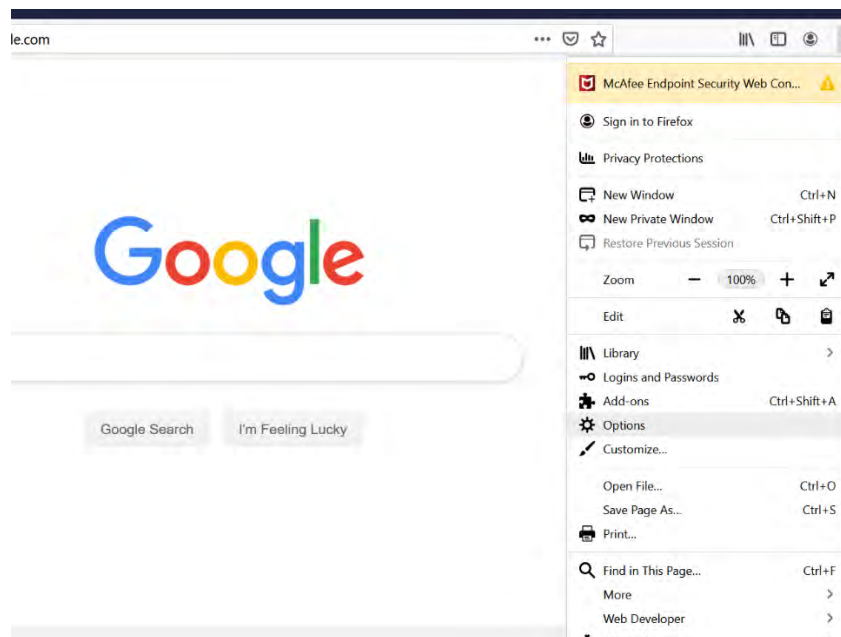 le.com
McAfee Endpoint Security Web Con...
Sign in to Firefox
Privacy Protections
New Window Ctrl+N
New Private Window Ctrl+Shift+P
Restore Previous Session
Zoom 100%
Edit
Library
Logins and Passwords
Add-ons Ctrl+Shift+A
Options
Customize...
Open File... Ctrl+O
Save Page As... Ctrl+S
Print...
Find in This Page... Ctrl+F
More
Web Developer
Google
Google Search I'm Feeling Lucky